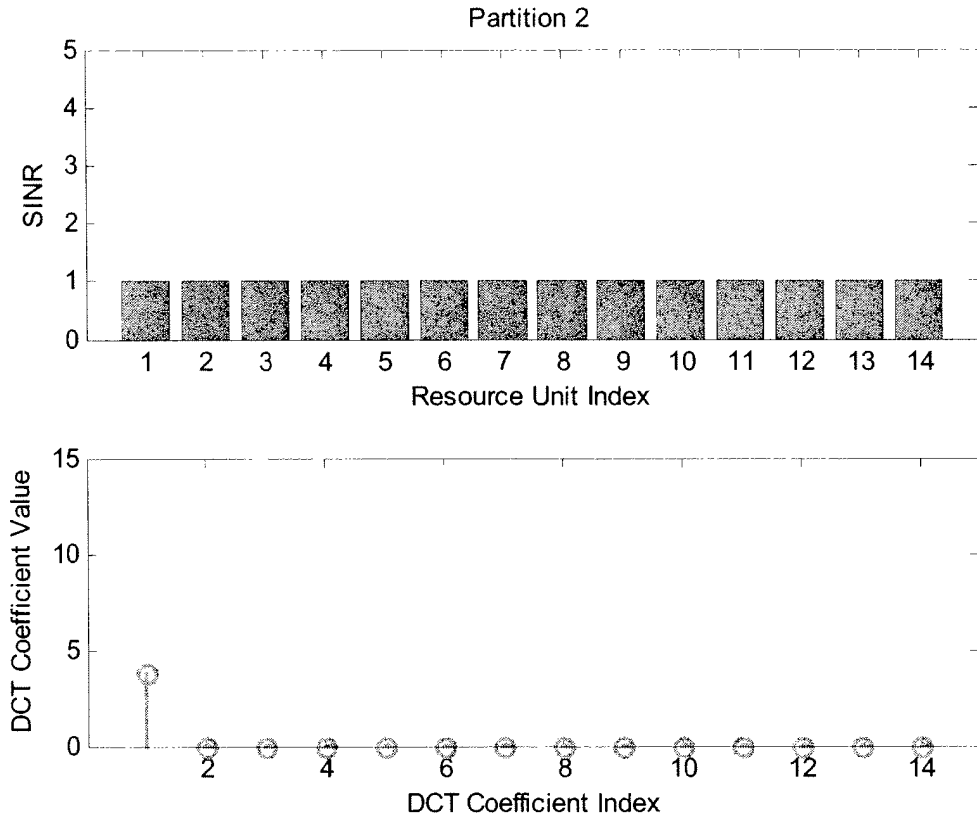 Partition 2
5
4
3
2
1
0
SINR
1 2 3 4 5 6 7 8 9 10 11 12 13 14
Resource Unit Index
15
10
5
0
DCT Coefficient Value
2 4 6 8 10 12 14
DCT Coefficient Index